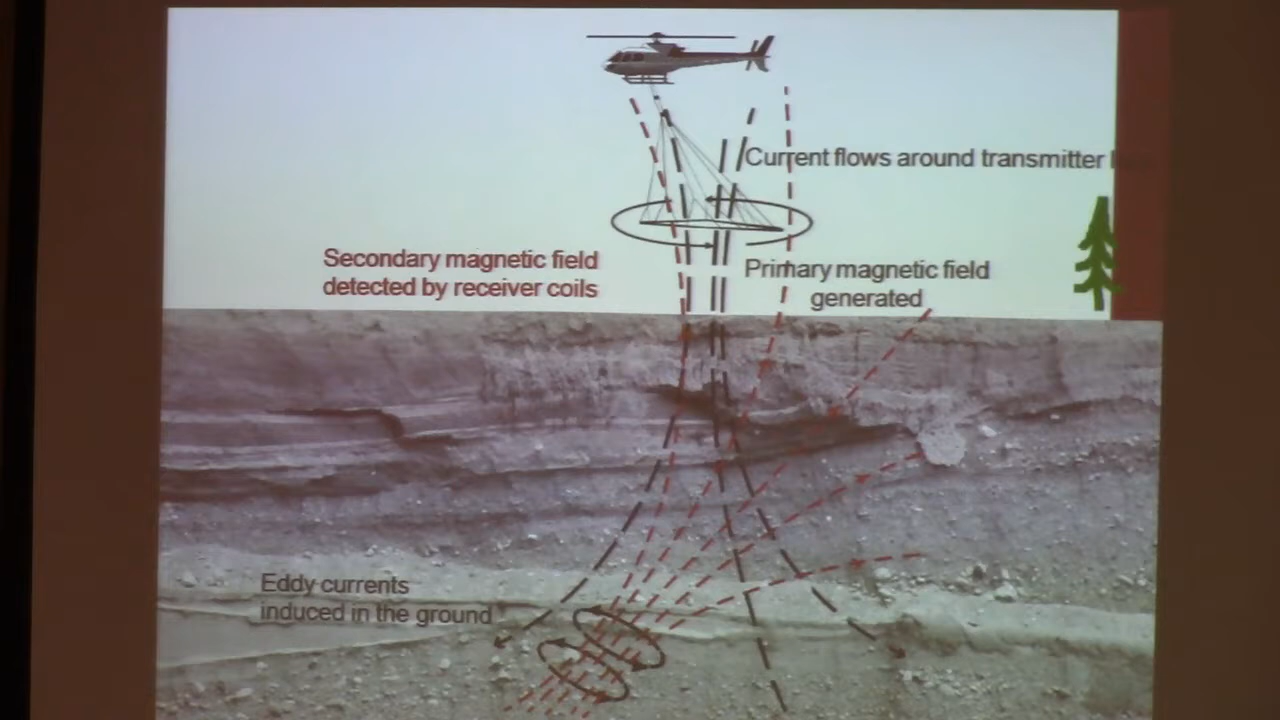 Current flows around transmitter
Secondary magnetic field
detected by receiver coils
Primary magnetic field
generated
Eddy currents
induced in the ground